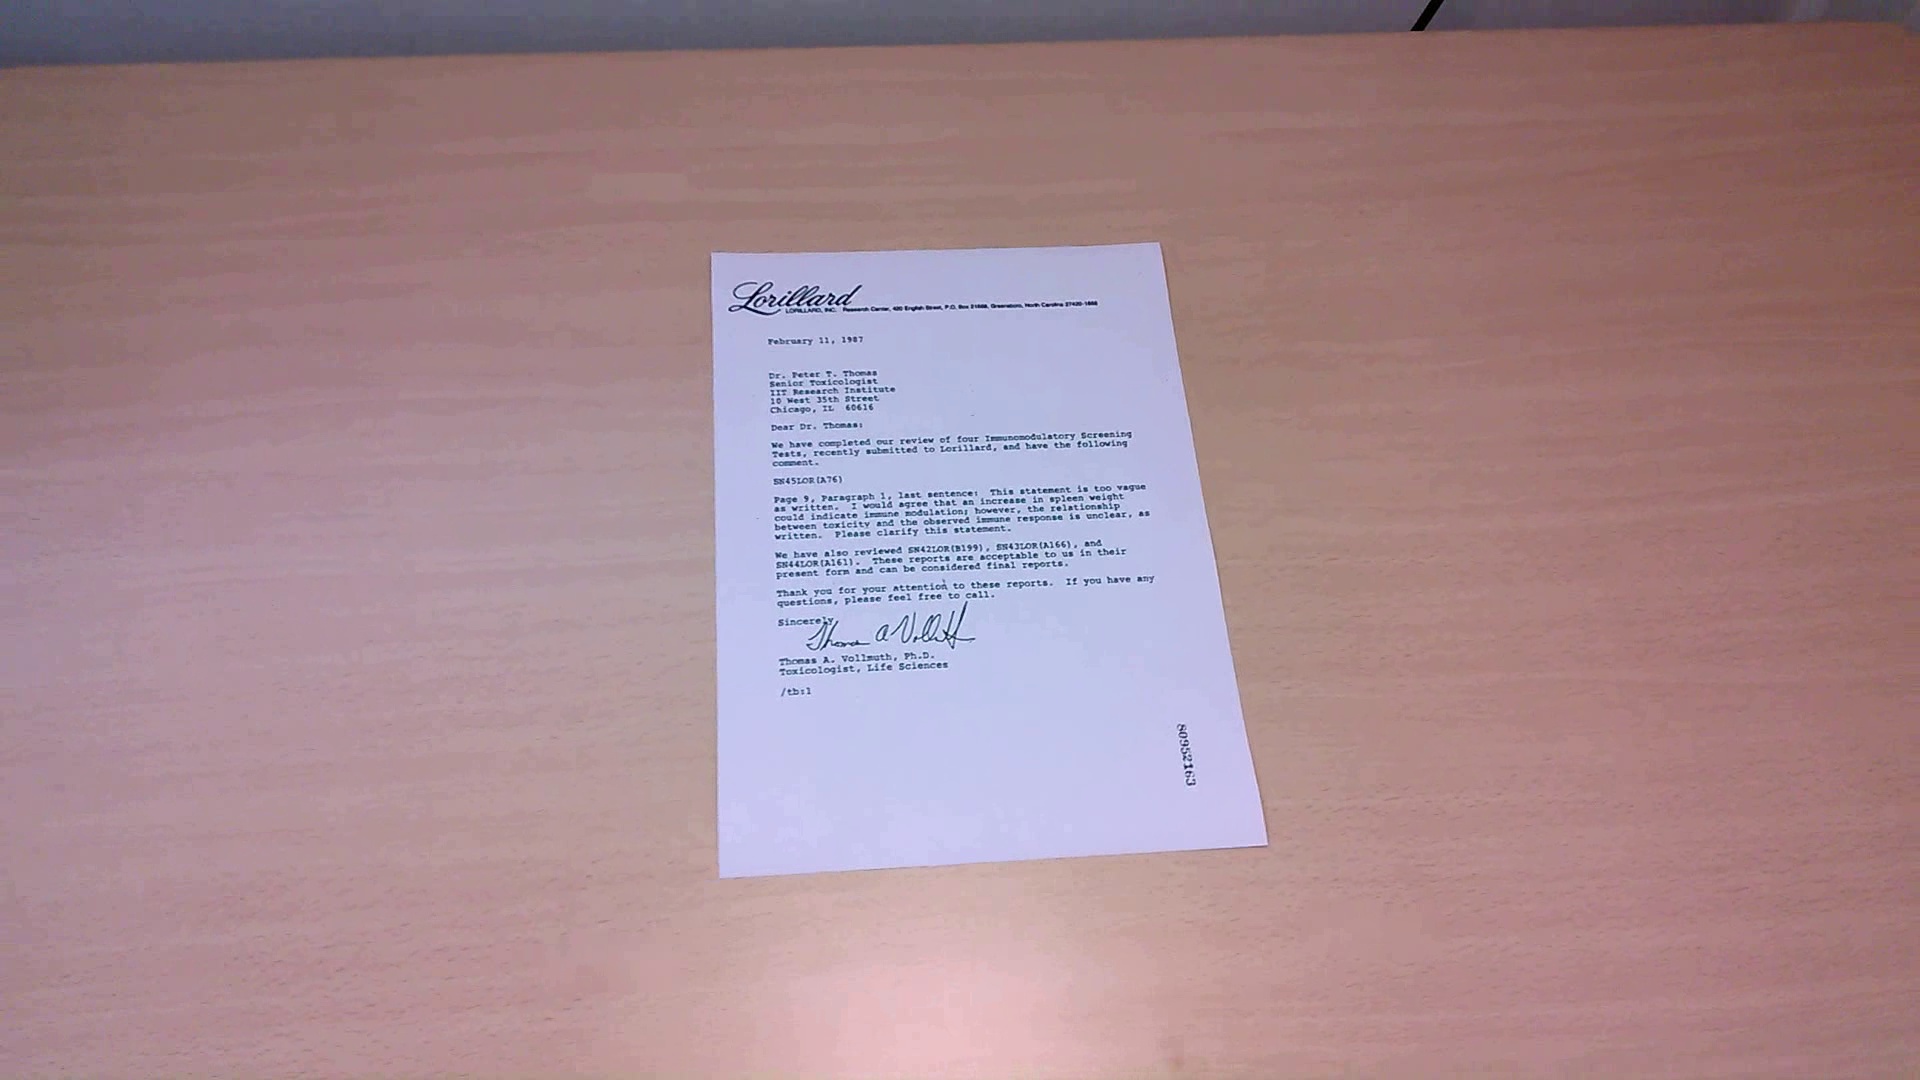 Lorillard
LORILLARD, INC. Research Center, 420 English Street, P.O. Box 21688, Greensboro, North Carolina 27420-1688
February 11, 1987
Dr. Peter T. Thomas
Senior Toxicologist
IIT Research Institute
10 West 35th Street
Chicago, IL 60616
Dear Dr. Thomas:
We have completed our review of four Immunomodulatory Screening
Tests, recently submitted to Lorillard, and have the following
comment.
SN45LOR(A76)
Page 9, Paragraph 1, last sentence: This statement is too vague
as written. I would agree that an increase in spleen weight
could indicate immune modulation; however, the relationship
between toxicity and the observed immune response is unclear, as
written. Please clarify this statement.
We have also reviewed SN42LOR(B199), SN43LOR(A166), and
SN44LOR(A161). These reports are acceptable to us in their
present form and can be considered final reports.
Thank you for your attention to these reports. If you have any
questions, please feel free to call.
Sincerely,
Thomas A Vollmuth
Thomas A. Vollmuth, Ph.D.
Toxicologist, Life Sciences
/tb:1
80952163